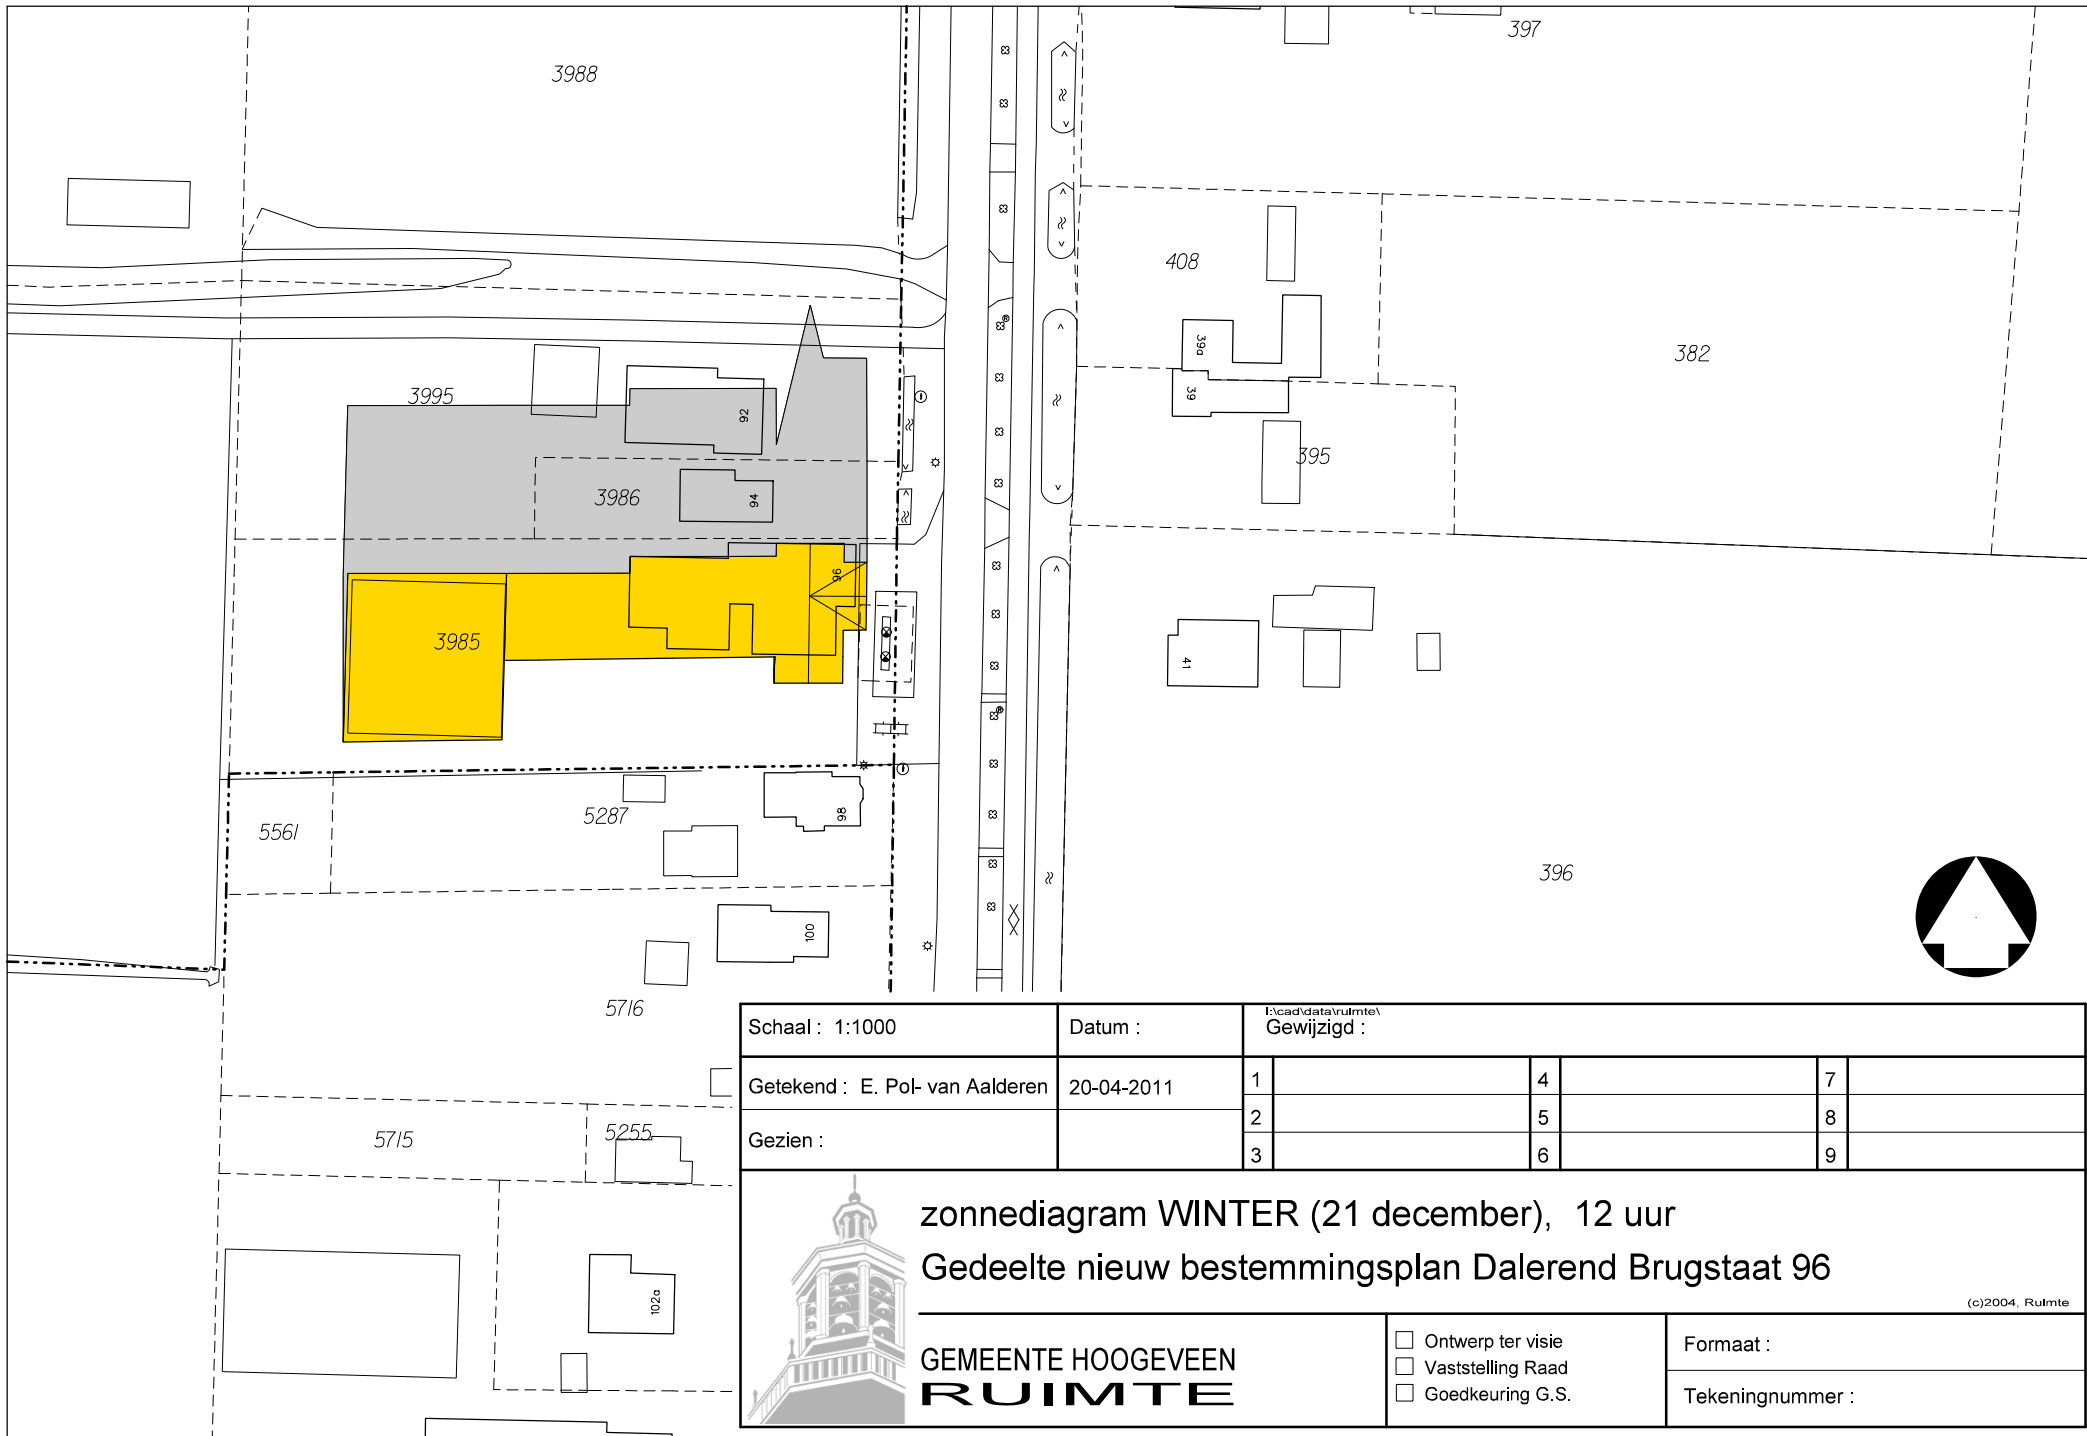 397
3988
408
39a
382
3995
39
92
395
3986
94
96
3985
41
98
5287
5561
396
100
5716
I:\cad\data\ruimte\
Schaal : 1:1000
Datum :
Gewijzigd :
Getekend : E. Pol- van Aalderen
20-04-2011
1
4
7
2
5
8
Gezien :
3
6
9
5715
5255
102a
zonnediagram WINTER (21 december), 12 uur
Gedeelte nieuw bestemmingsplan Dalerend Brugstaat 96
(c)2004, Ruimte
GEMEENTE HOOGEVEEN
RUIMTE
Ontwerp ter visie
Vaststelling Raad
Goedkeuring G.S.
Formaat :
Tekeningnummer :